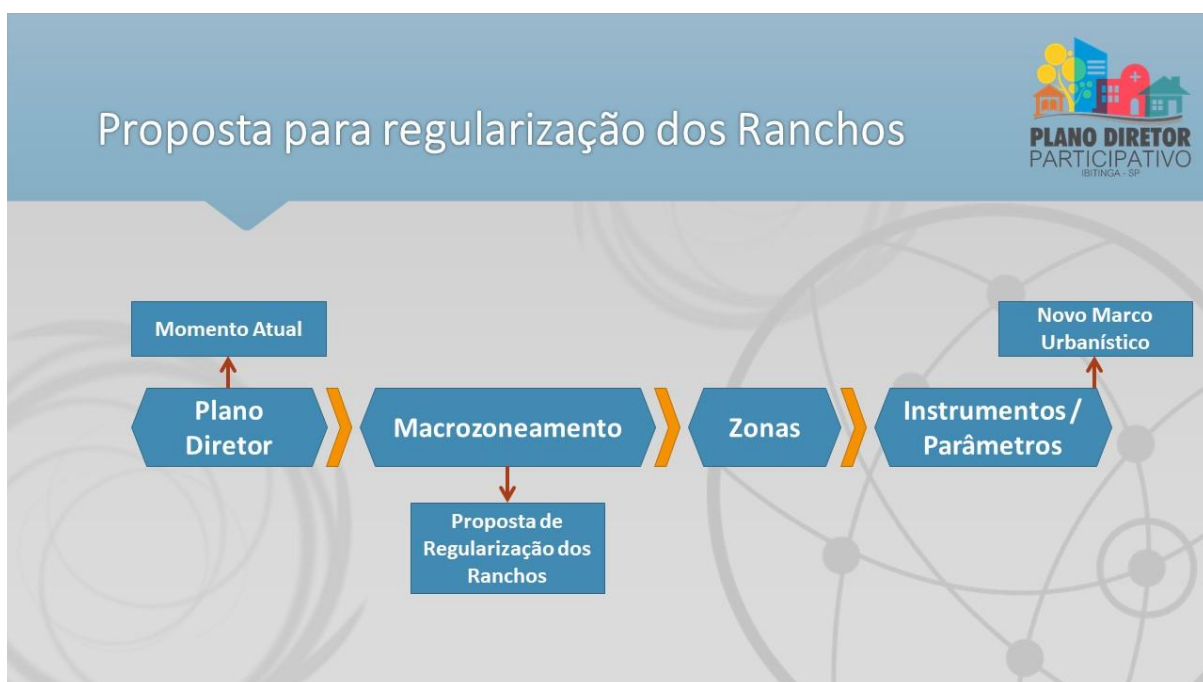 Proposta para regularização dos Ranchos
PLANO DIRETOR
PARTICIPATIVO
IBITINGA - SP
Momento Atual
Novo Marco
Urbanístico
Plano
Diretor
Macrozoneamento
Zonas
Instrumentos/
Parâmetros
Proposta de
Regularização dos
Ranchos